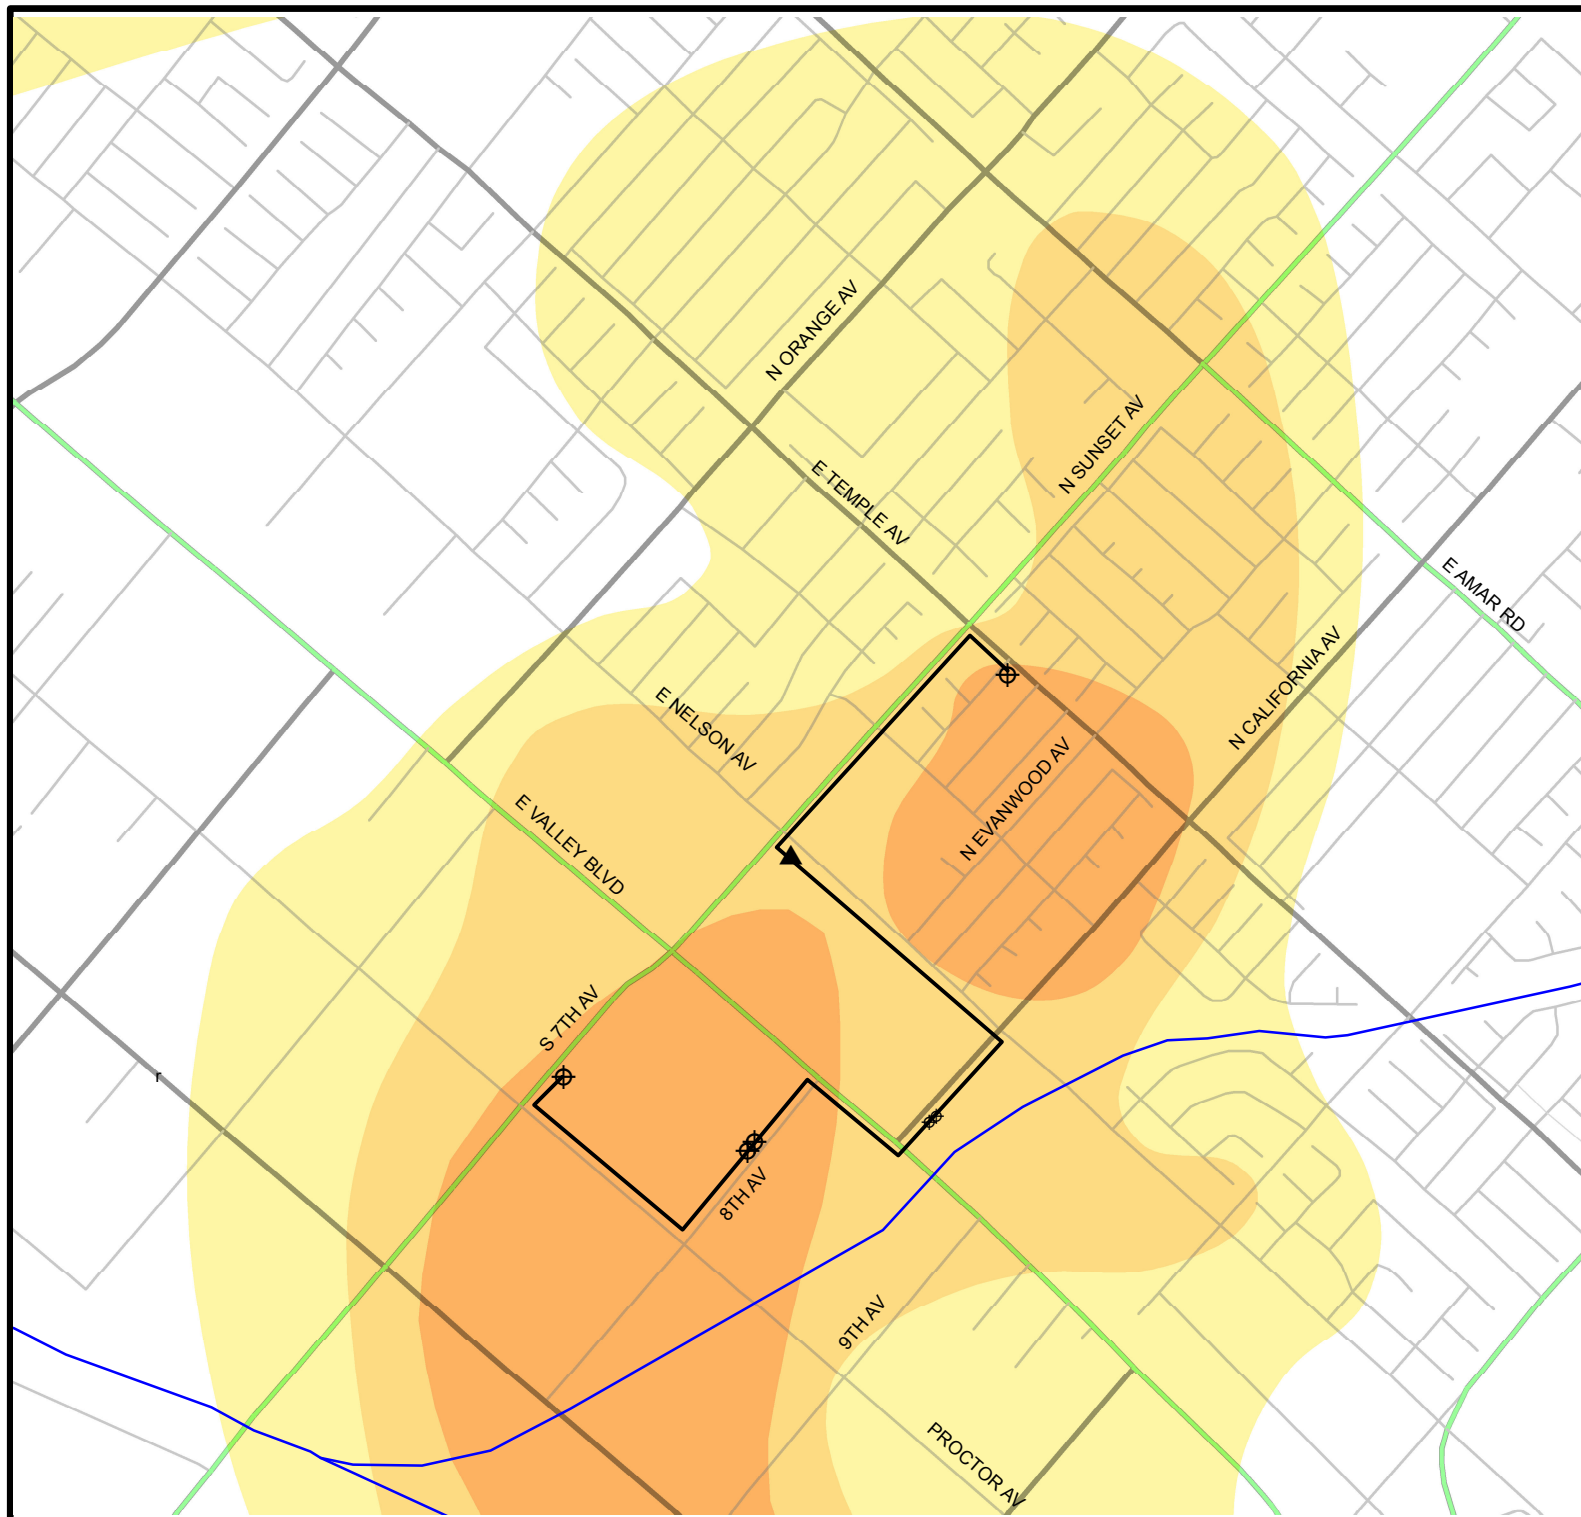 N ORANGE AV
N SUNSET AV
E TEMPLE AV
E AMAR RD
N CALIFORNIA AV
E NELSON AV
N EVANWOOD AV
E VALLEY BLVD
S 7TH AV
r
8TH AV
9TH AV
PROCTOR AV